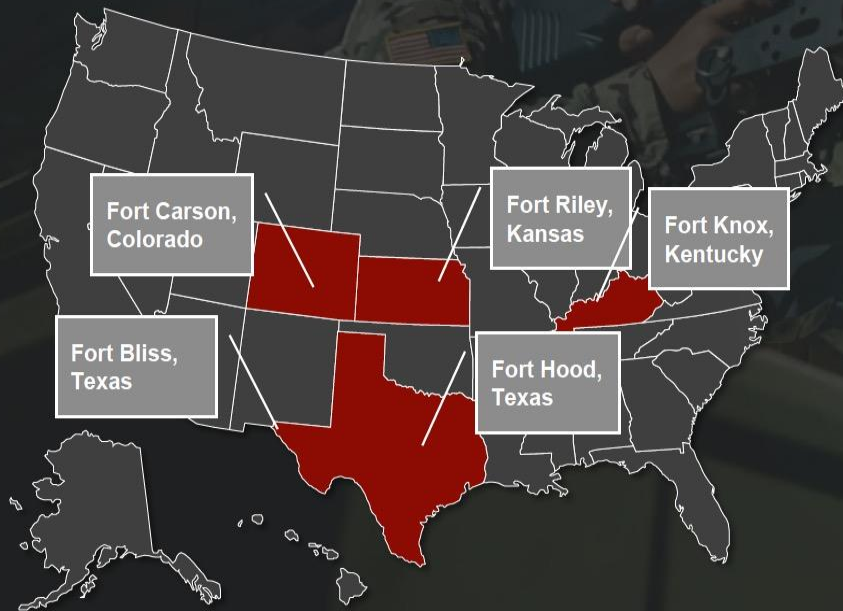 Fort Carson,
Colorado
Fort Riley,
Kansas
Fort Knox,
Kentucky
Fort Bliss,
Texas
Fort Hood,
Texas